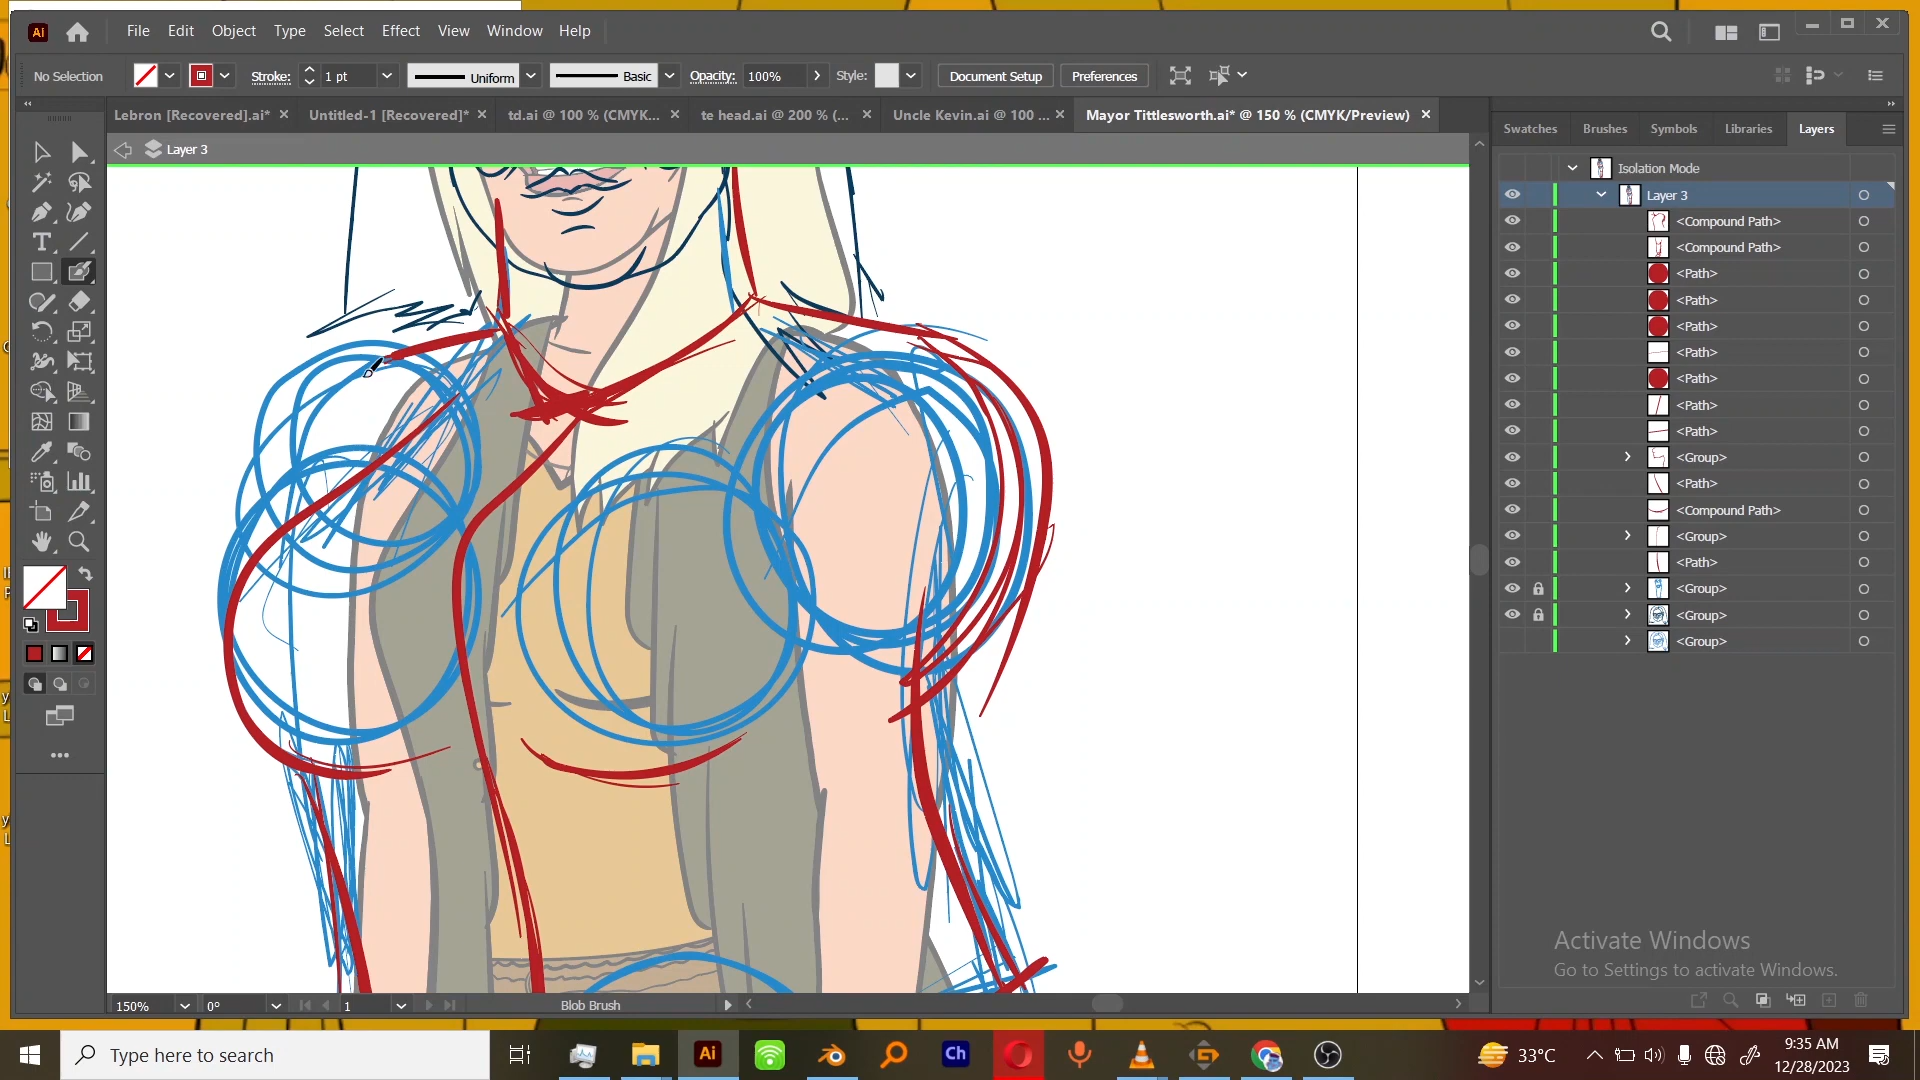 Ai File Edit Object Type Select Effect View Window Help
No Selection Stroke: 1 pt Uniform Basic Opacity: 100% Style: Document Setup Preferences
Lebron [Recovered].ai* Untitled-1 [Recovered]* td.ai @ 100 % (CMYK... te head.ai @ 200 % (... Uncle Kevin.ai @ 100 ... Mayor Tittlesworth.ai* @ 150 % (CMYK/Preview)
Layer 3
Swatches Brushes Symbols Libraries Layers
Isolation Mode
Layer 3
<Compound Path>
<Compound Path>
<Path>
<Path>
<Path>
<Path>
<Path>
<Path>
<Path>
<Group>
<Path>
<Compound Path>
<Group>
<Path>
<Group>
<Group>
<Group>
Activate Windows
Go to Settings to activate Windows.
150% 0° 1 Blob Brush
Type here to search
Ai
Ch
33°C
9:35 AM
12/28/2023